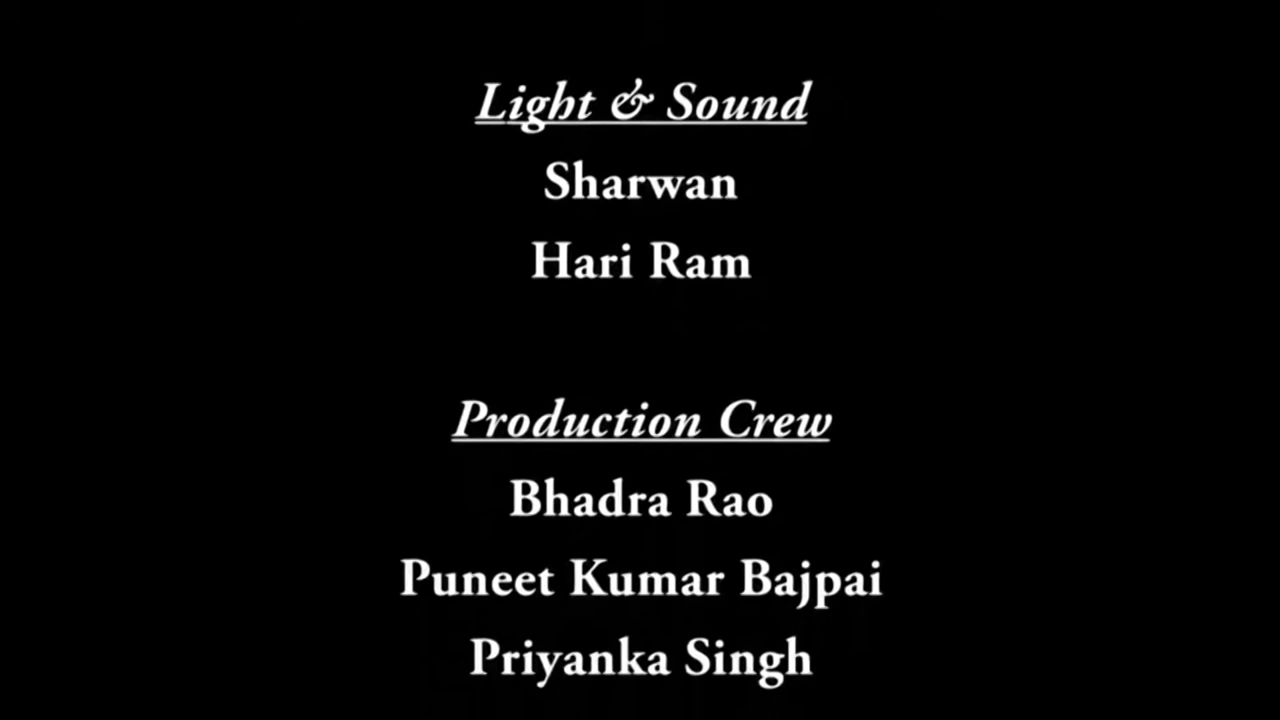 Light & Sound
Sharwan
Hari Ram
Production Crew
Bhadra Rao
Puneet Kumar Bajpai
Priyanka Singh